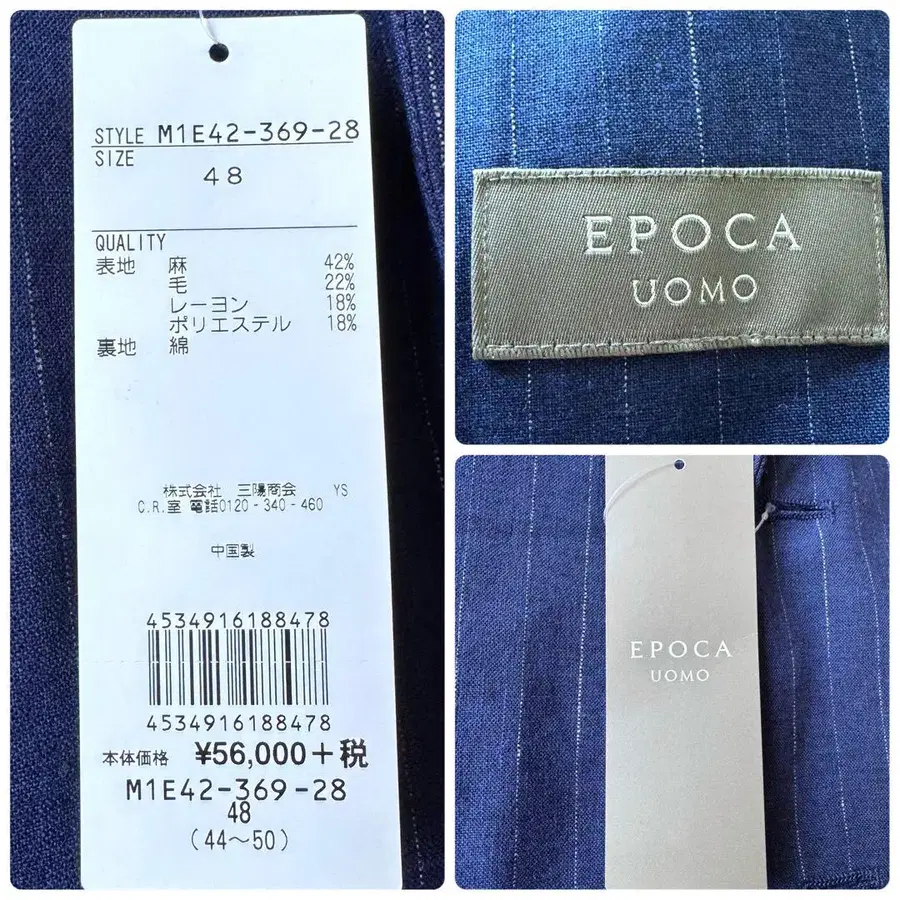 STYLE M1E42-369-28
SIZE
48
QUALITY
表地 麻 42%
毛 22%
レーヨン 18%
ポリエステル 18%
裏地 綿
株式会社 三陽商会 YS
C.R.室 電話0120-340-460
中国製
4534916188478
4534916188478
本体価格 ¥56,000+税
M1E42-369-28
48
(44〜50)
EPOCA
UOMO
EPOCA
UOMO